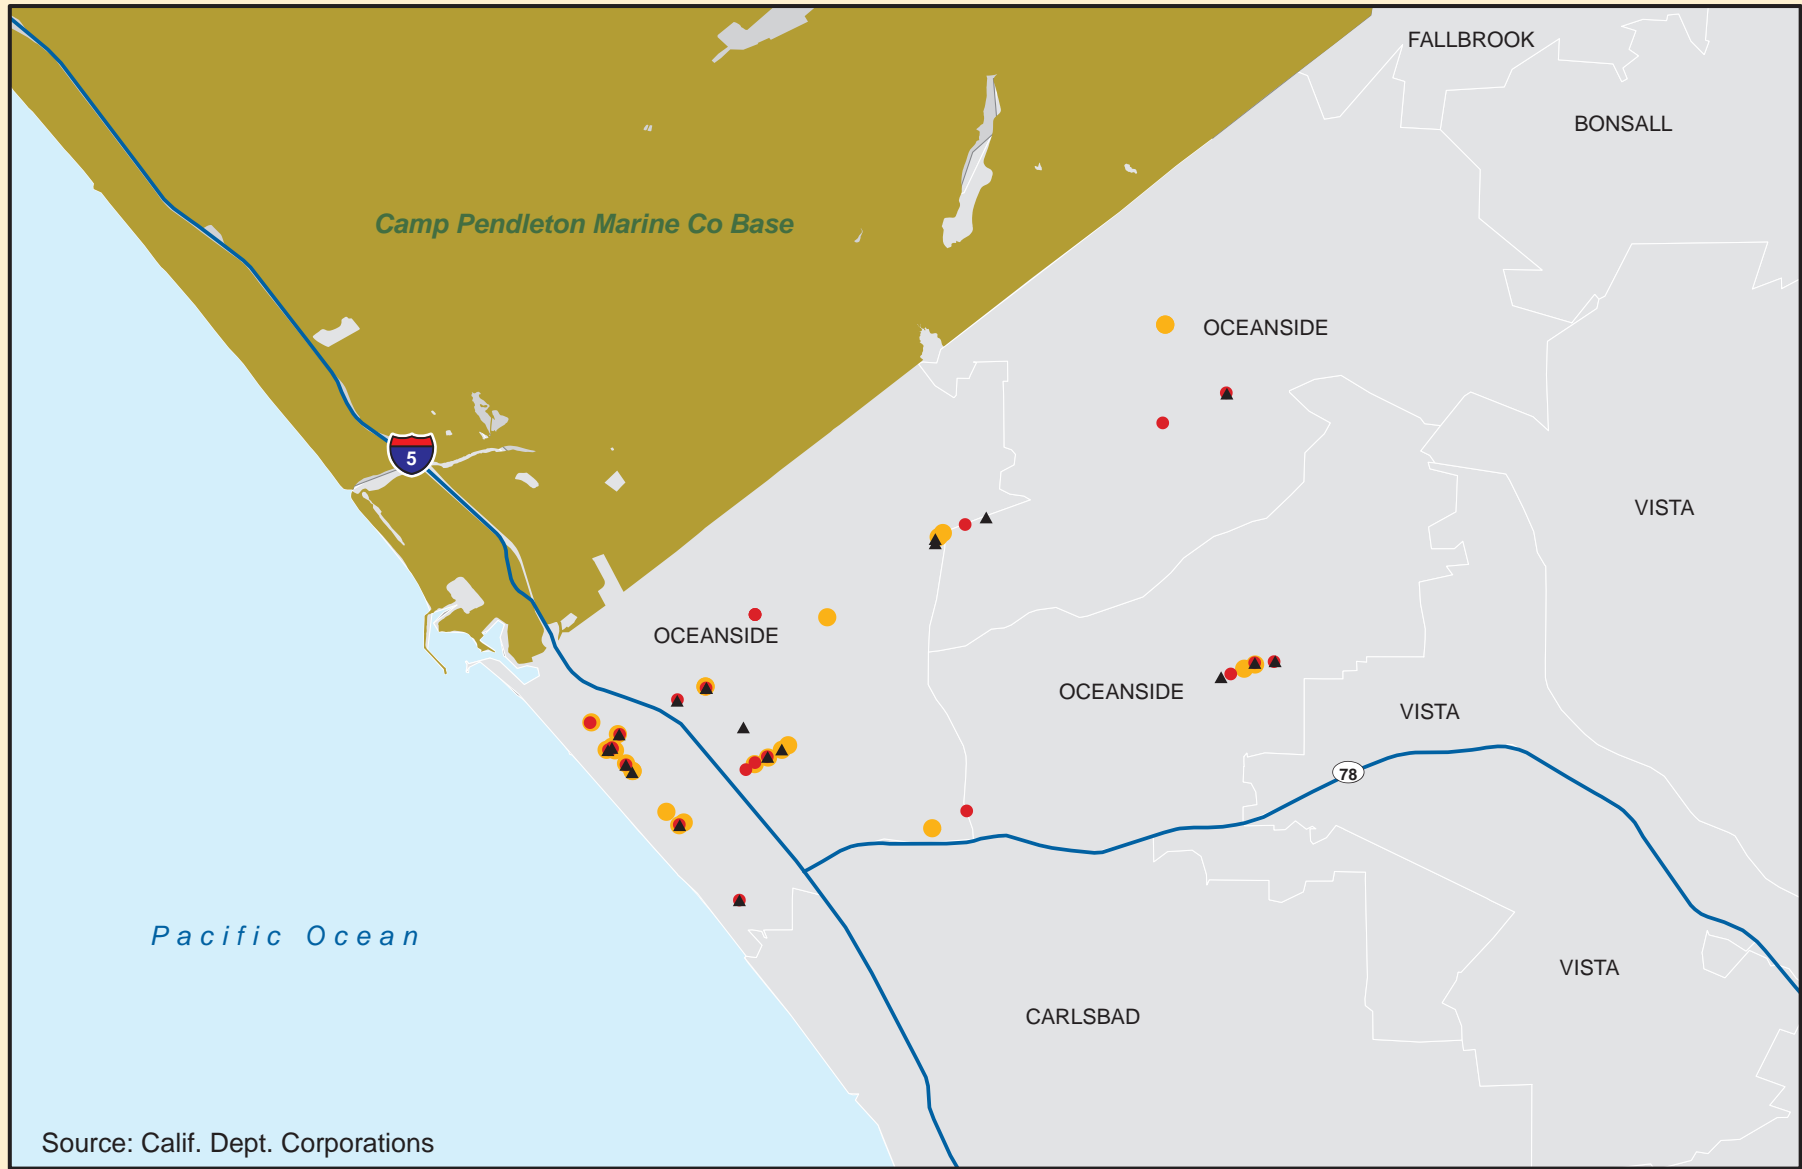 FALLBROOK
BONSALL
Camp Pendleton Marine Co Base
OCEANSIDE
5
VISTA
OCEANSIDE
OCEANSIDE
VISTA
78
Pacific Ocean
VISTA
CARLSBAD
Source: Calif. Dept. Corporations